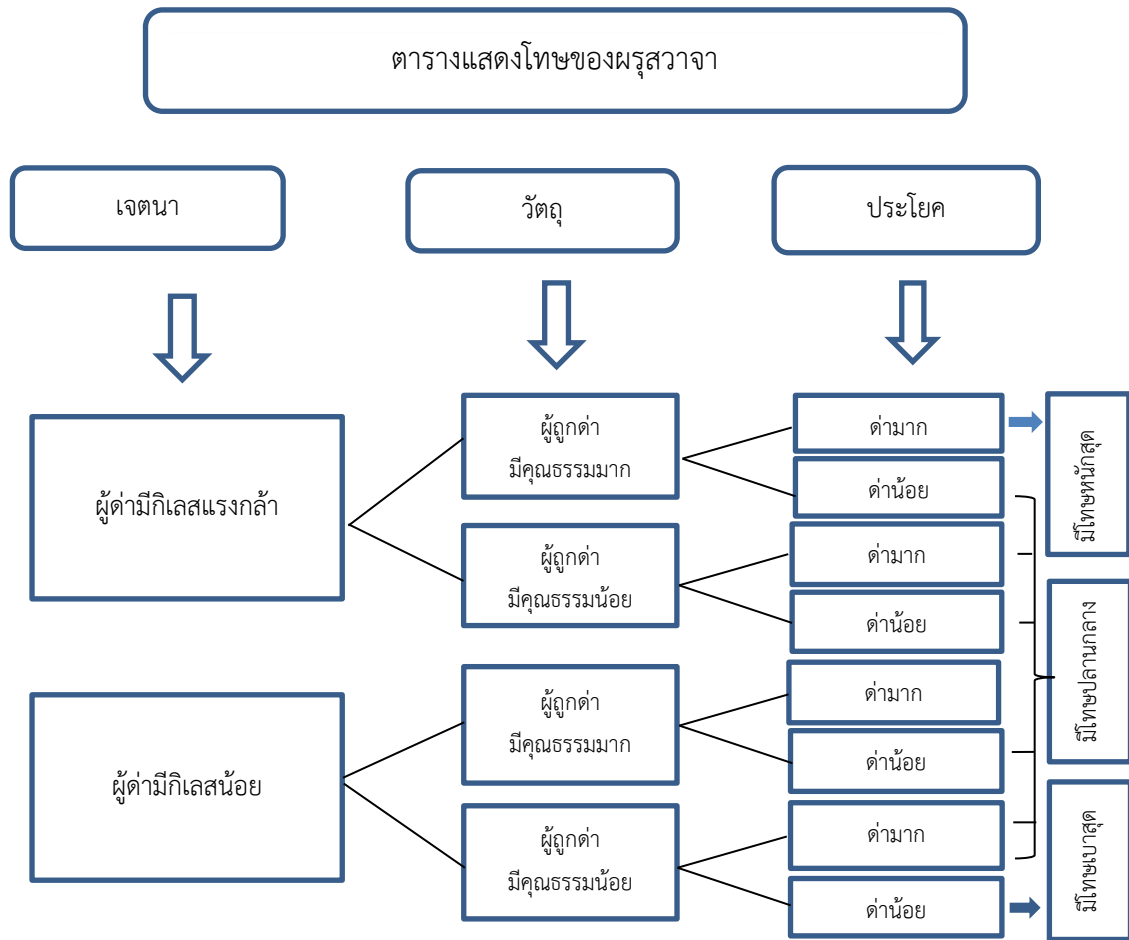 ตารางแสดงโทษของผรุสวาจา
เจตนา
วัตถุ
ประโยค
ผู้ด่ามีกิเลสแรงกล้า
ผู้ถูกด่า
มีคุณธรรมมาก
ด่ามาก
ด่าน้อย
ผู้ถูกด่า
มีคุณธรรมน้อย
ด่ามาก
ด่าน้อย
ผู้ด่ามีกิเลสน้อย
ผู้ถูกด่า
มีคุณธรรมมาก
ด่ามาก
ด่าน้อย
ผู้ถูกด่า
มีคุณธรรมน้อย
ด่ามาก
ด่าน้อย
มีโทษหนักสุด
มีโทษปลานกลาง
มีโทษเบาสุด